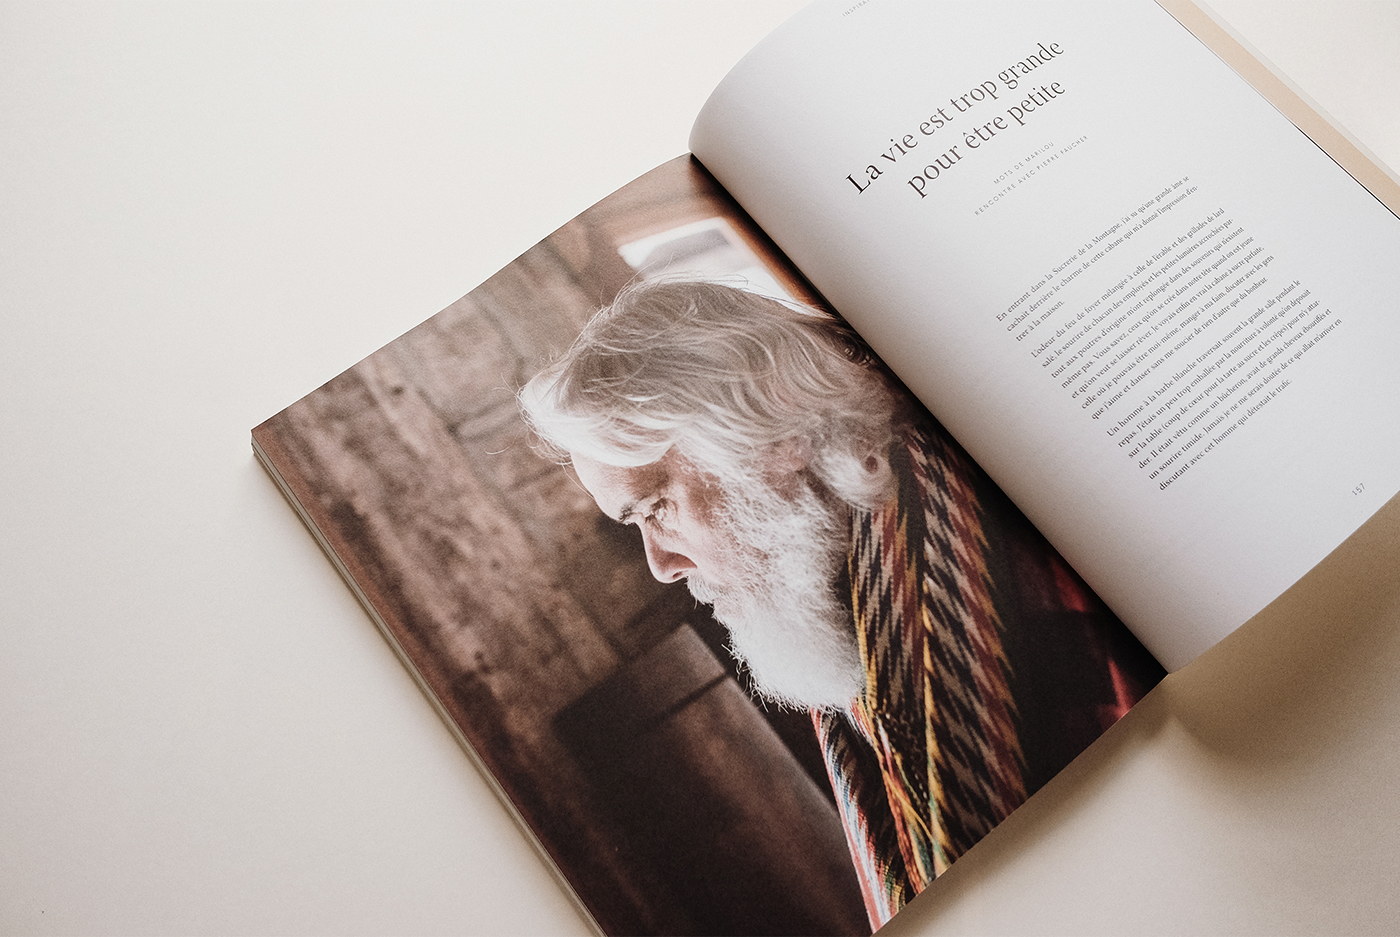 La vie est trop grande
pour être petite
MOTS DE MARILOU
RENCONTRE AVEC PIERRE FAUCHER
En entrant dans la Sucrerie de la Montagne, j'ai su qu'une grande âme se
cachait derrière le charme de cette cabane qui m'a donné l'impression d'en-
trer à la maison.
L'odeur du feu de foyer mélangée à celle de l'érable et des grillades de lard
salé, le sourire de chacun des employés et les petites lumières accrochées par-
tout aux poutres d'origine m'ont replongée dans des souvenirs qui n'existent
même pas. Vous savez, ceux qu'on se crée dans notre tête quand on est jeune
et qu'on veut se laisser rêver. Je voyais enfin en vrai la cabane à sucre parfaite,
celle où je pouvais être moi-même, manger à ma faim, discuter avec les gens
que j'aime et danser sans me soucier de rien d'autre que du bonheur.
Un homme à la barbe blanche traversait souvent la grande salle pendant le
repas. J'étais un peu trop emballée par la nourriture à volonté qu'on déposait
sur la table (coup de cœur pour la tarte au sucre et les crêpes) pour m'y attar-
der. Il était vêtu comme un bûcheron, avait de grands cheveux ébouriffés et
un sourire timide. Jamais je ne me serais doutée de ce qui allait m'arriver en
discutant avec cet homme qui détestait le trafic.
157